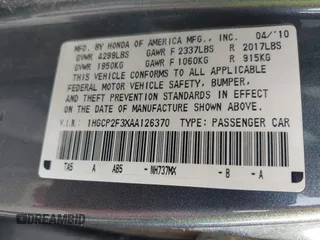 MFD. BY HONDA OF AMERICA MFG., INC. 04/'10
GVWR 4299LBS GAWR F 2337LBS R 2017LBS
GVWR 1950KG GAWR F 1060KG R 915KG
THIS VEHICLE CONFORMS TO ALL APPLICABLE
FEDERAL MOTOR VEHICLE SAFETY, BUMPER,
AND THEFT PREVENTION STANDARDS IN EFFECT
ON THE DATE OF MANUFACTURE SHOWN ABOVE.
V.I.N.: 1HGCP2F3XAA126370 TYPE: PASSENGER CAR
TA5 A AB5 - NH737MX - B - A
DREAMBID